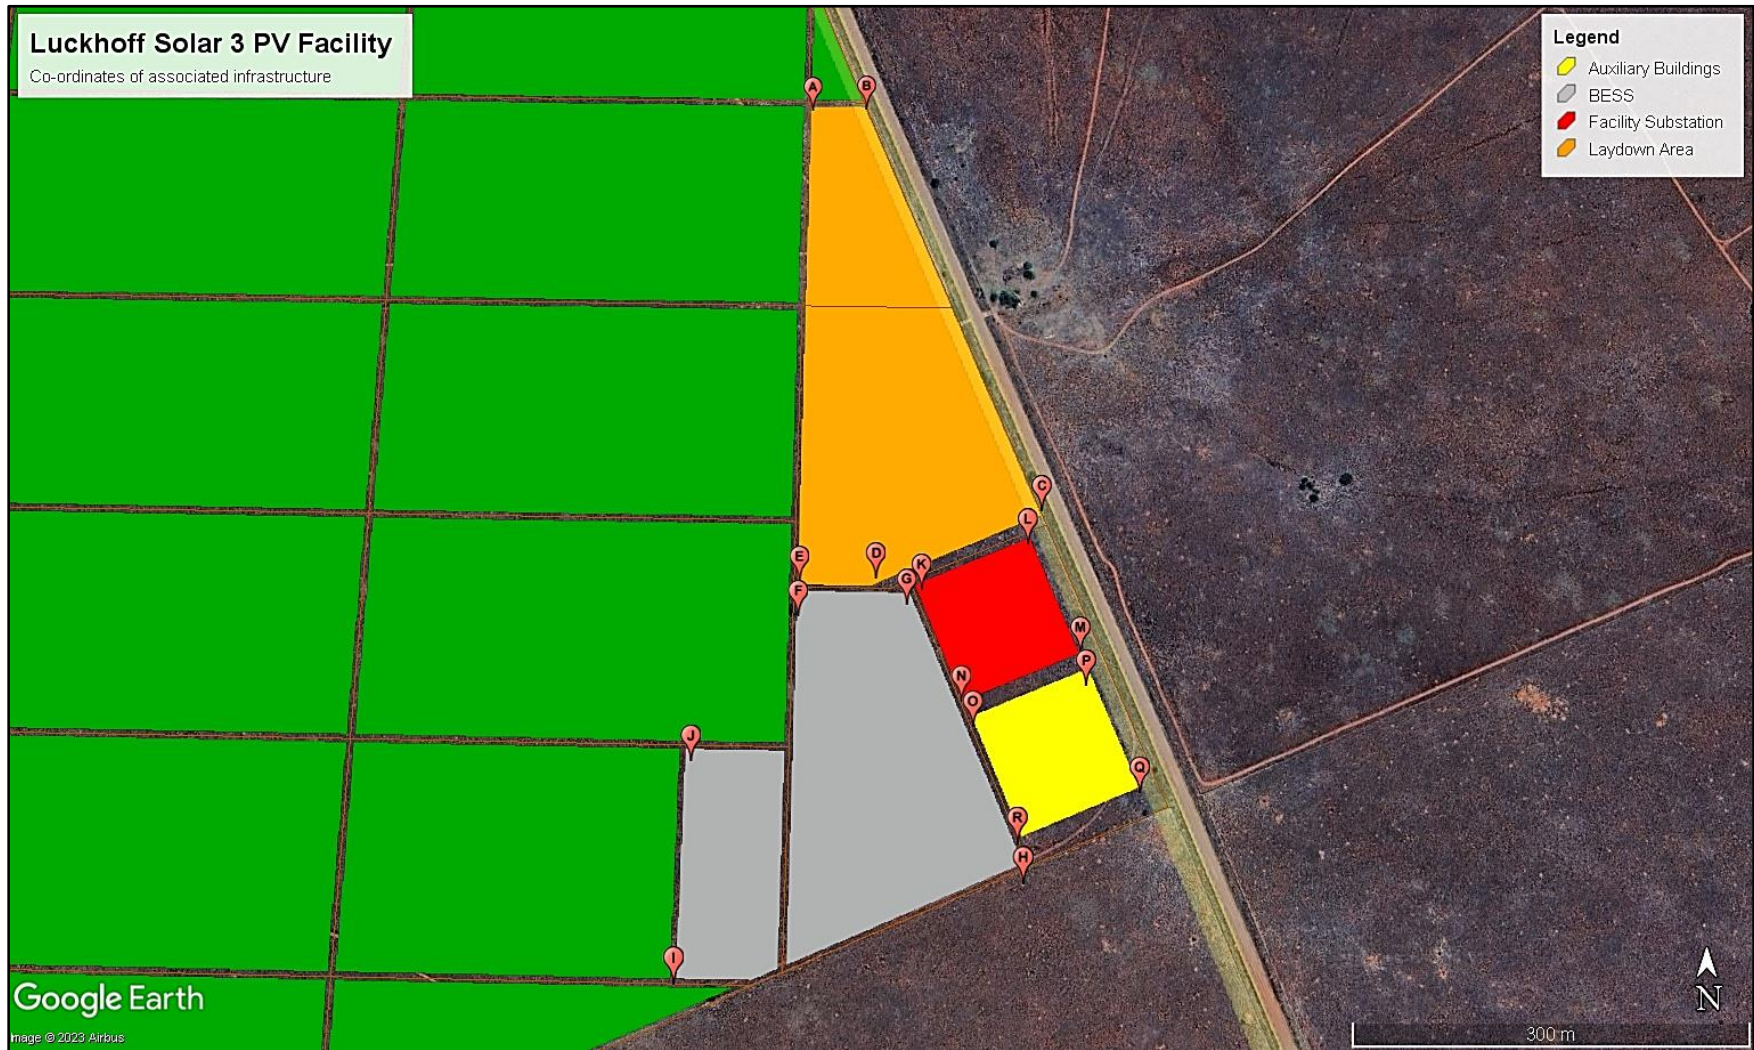 Luckhoff Solar 3 PV Facility
Co-ordinates of associated infrastructure
Legend
Auxiliary Buildings
BESS
Facility Substation
Laydown Area
A
B
C
L
E
D
K
G
F
M
P
N
O
J
Q
R
H
I
N
Google Earth
mage © 2023 Airbus
300 m